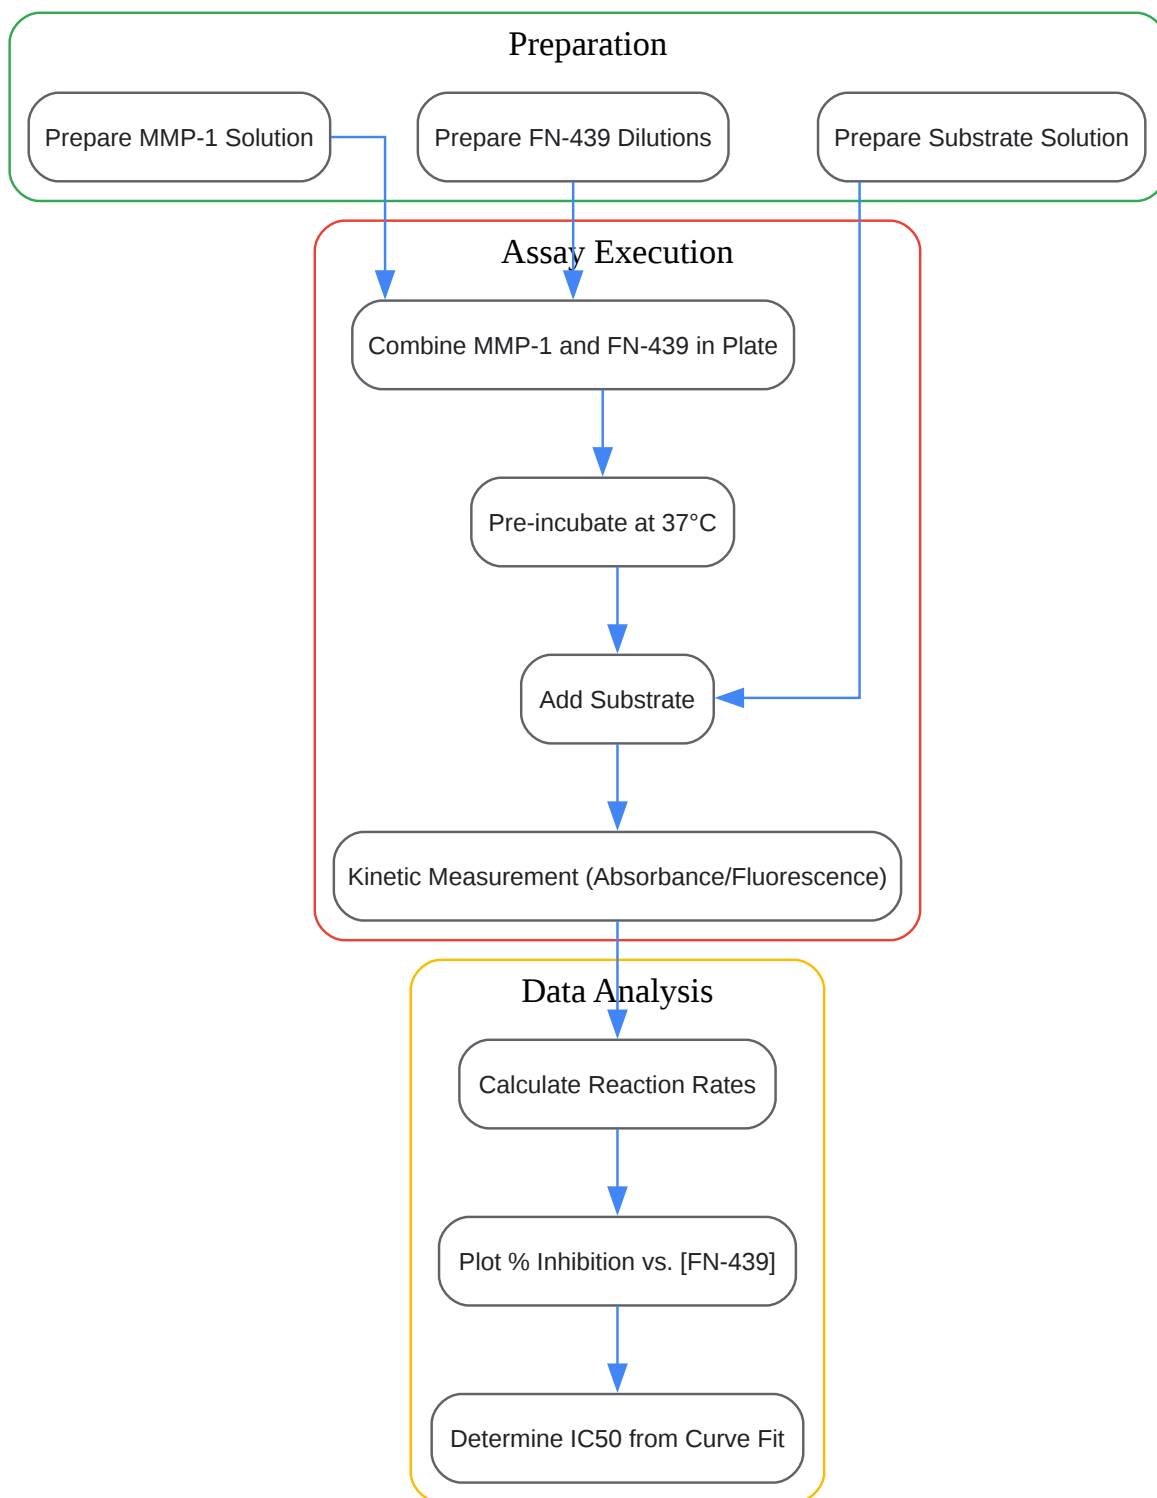 Preparation
Prepare MMP-1 Solution
Prepare FN-439 Dilutions
Prepare Substrate Solution
Assay Execution
Combine MMP-1 and FN-439 in Plate
Pre-incubate at 37°C
Add Substrate
Kinetic Measurement (Absorbance/Fluorescence)
Data Analysis
Calculate Reaction Rates
Plot % Inhibition vs. [FN-439]
Determine IC50 from Curve Fit